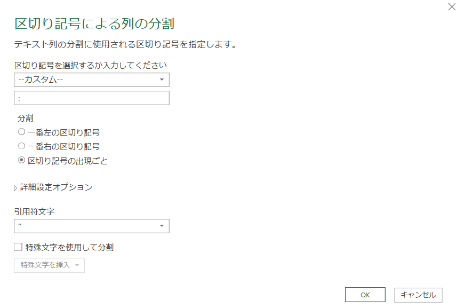 区切り記号による列の分割
テキスト列の分割に使用される区切り記号を指定します。
区切り記号を選択するか入力してください
--カスタム--
:
分割
一番左の区切り記号
一番右の区切り記号
区切り記号の出現ごと
詳細設定オプション
引用符文字
"
特殊文字を使用して分割
特殊文字を挿入
OK
キャンセル